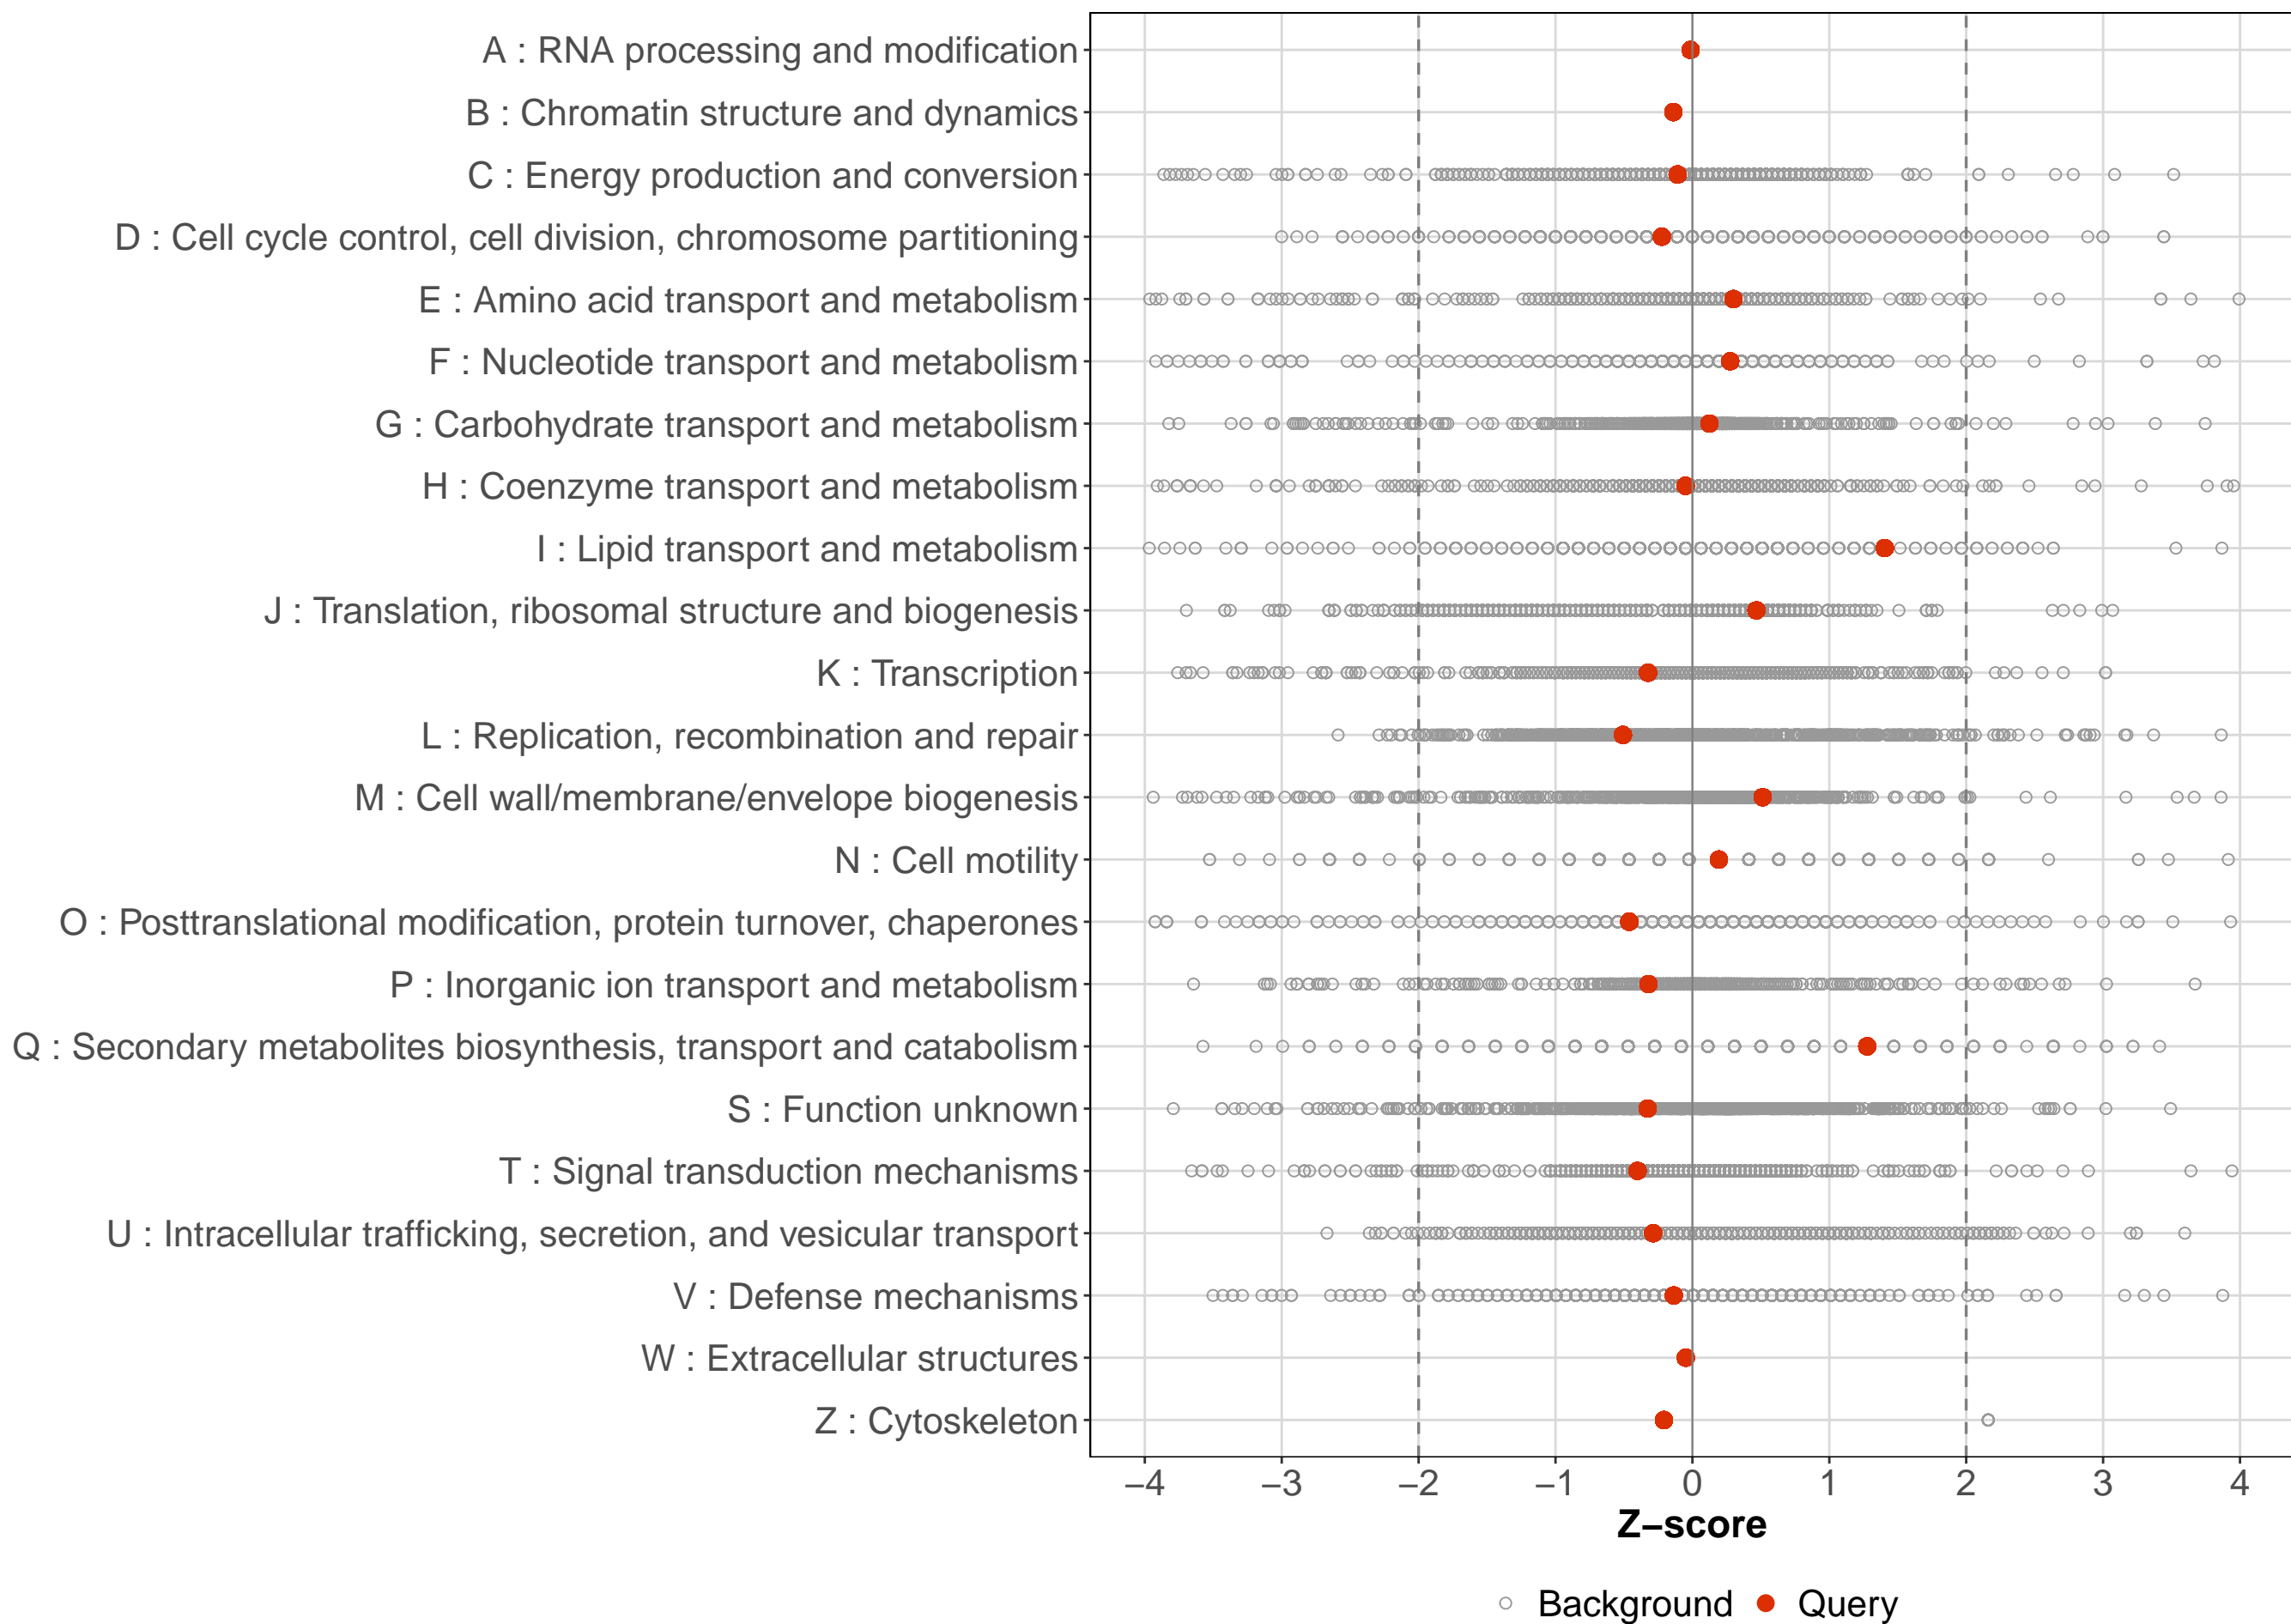 A : RNA processing and modification
B : Chromatin structure and dynamics
C : Energy production and conversion
D : Cell cycle control, cell division, chromosome partitioning
E : Amino acid transport and metabolism
F : Nucleotide transport and metabolism
G : Carbohydrate transport and metabolism
H : Coenzyme transport and metabolism
I : Lipid transport and metabolism
J : Translation, ribosomal structure and biogenesis
K : Transcription
L : Replication, recombination and repair
M : Cell wall/membrane/envelope biogenesis
N : Cell motility
O : Posttranslational modification, protein turnover, chaperones
P : Inorganic ion transport and metabolism
Q : Secondary metabolites biosynthesis, transport and catabolism
S : Function unknown
T : Signal transduction mechanisms
U : Intracellular trafficking, secretion, and vesicular transport
V : Defense mechanisms
W : Extracellular structures
Z : Cytoskeleton
−4 −3 −2 −1 0 1 2 3 4
Z−score
Background Query